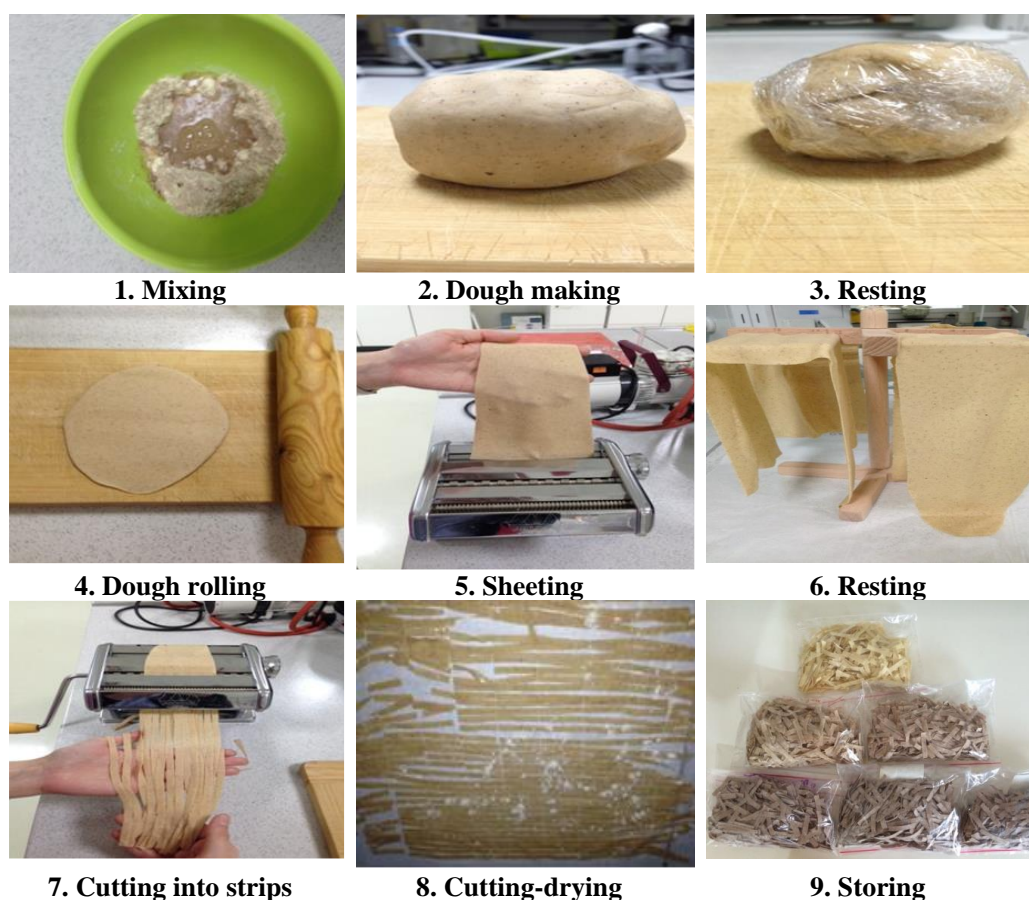 1. Mixing
2. Dough making
3. Resting
4. Dough rolling
5. Sheeting
6. Resting
7. Cutting into strips
8. Cutting-drying
9. Storing